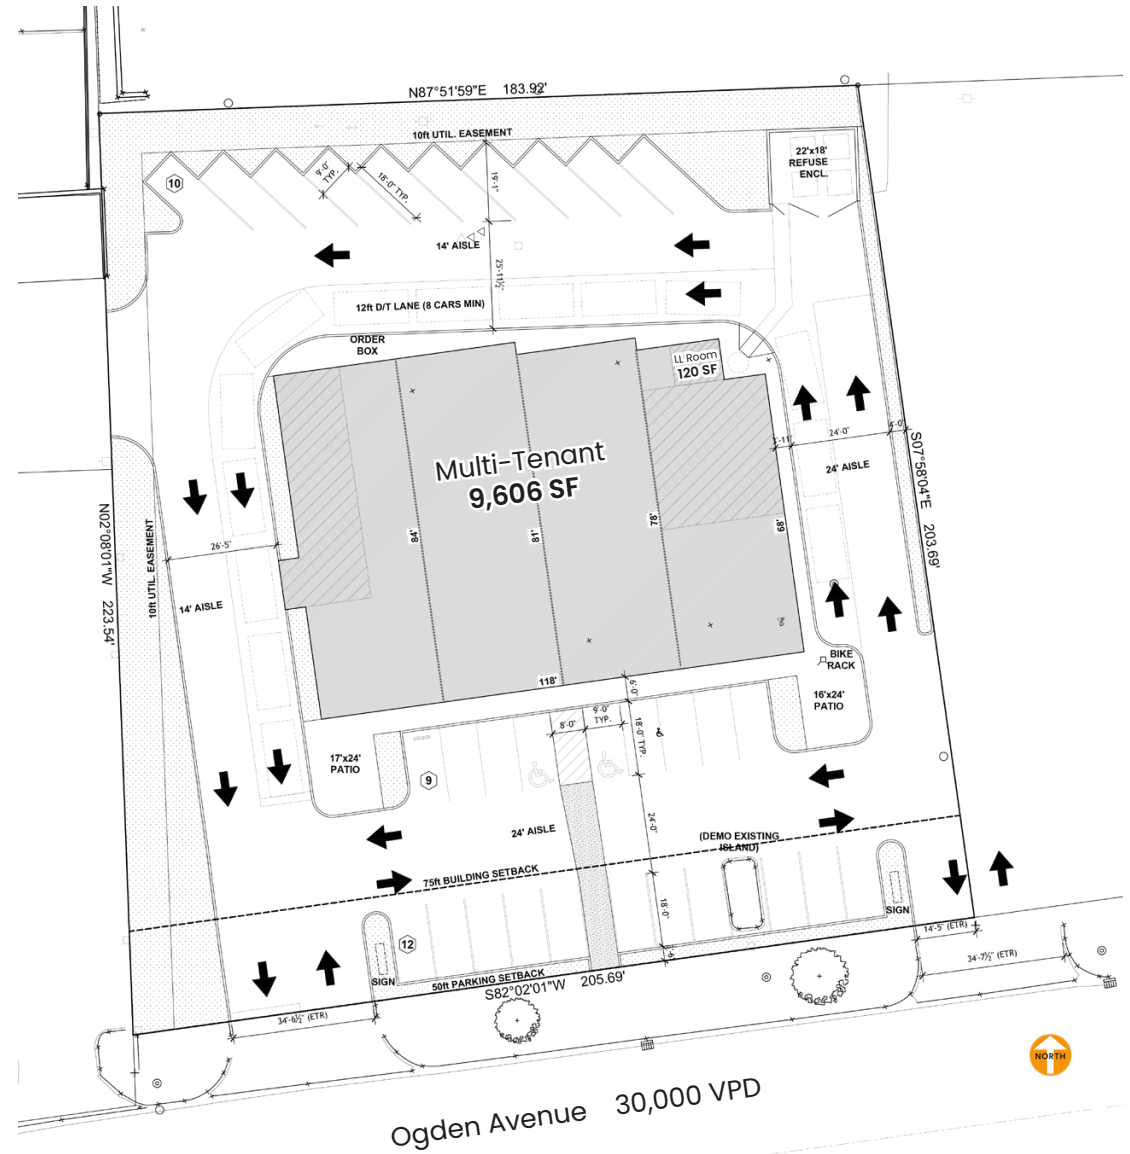 N87°51'59"E 183.92'
10ft UTIL. EASEMENT
22'x18'
REFUSE
ENCL.
10
9'-0"
TYP.
18'-0" TYP.
19'-1"
14' AISLE
25'-11½"
12ft D/T LANE (8 CARS MIN)
ORDER
BOX
LL Room
120 SF
Multi-Tenant
9,606 SF
24'-0"
24' AISLE
S07°58'04"E 203.69'
84'
81'
78'
68'
N02°08'01"W 223.54'
10ft UTIL. EASEMENT
26'-5"
14' AISLE
118'
6'-0"
BIKE
RACK
16'x24'
PATIO
17'x24'
PATIO
9
8'-0"
9'-0"
TYP.
18'-0" TYP.
24' AISLE
24'-0"
(DEMO EXISTING
ISLAND)
75ft BUILDING SETBACK
18'-0"
12
SIGN
SIGN
50ft PARKING SETBACK
S82°02'01"W 205.69'
14'-5" (ETR)
34'-7½" (ETR)
34'-6½" (ETR)
NORTH
Ogden Avenue 30,000 VPD